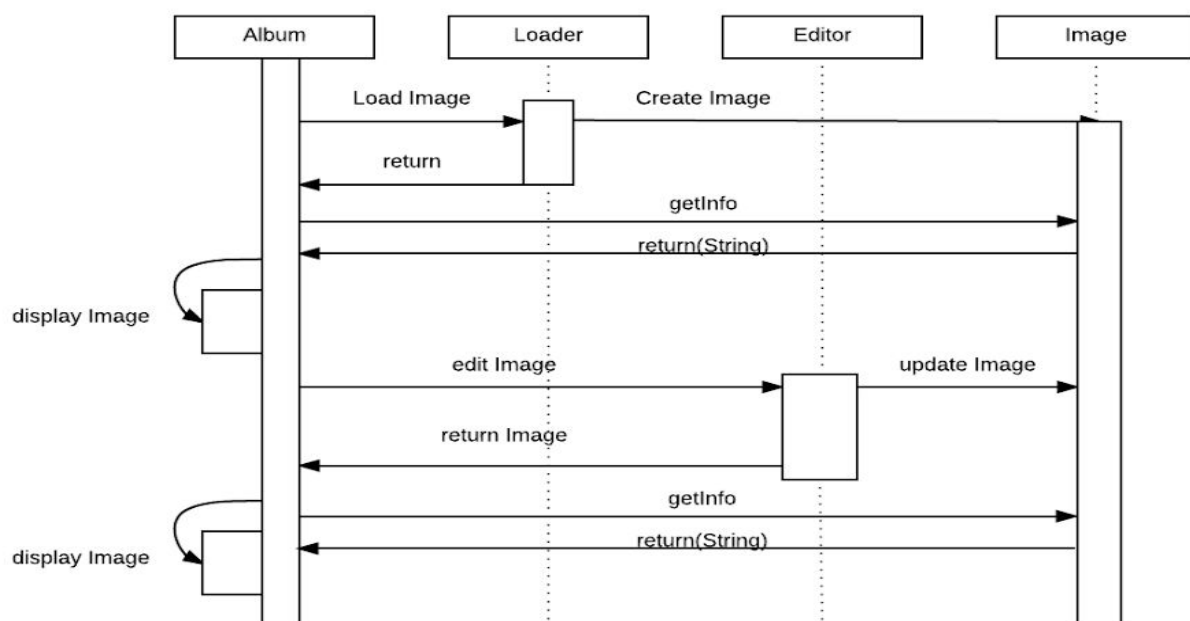 Album
Loader
Editor
Image
Load Image
Create Image
return
getInfo
return(String)
display Image
edit Image
update Image
return Image
getInfo
return(String)
display Image